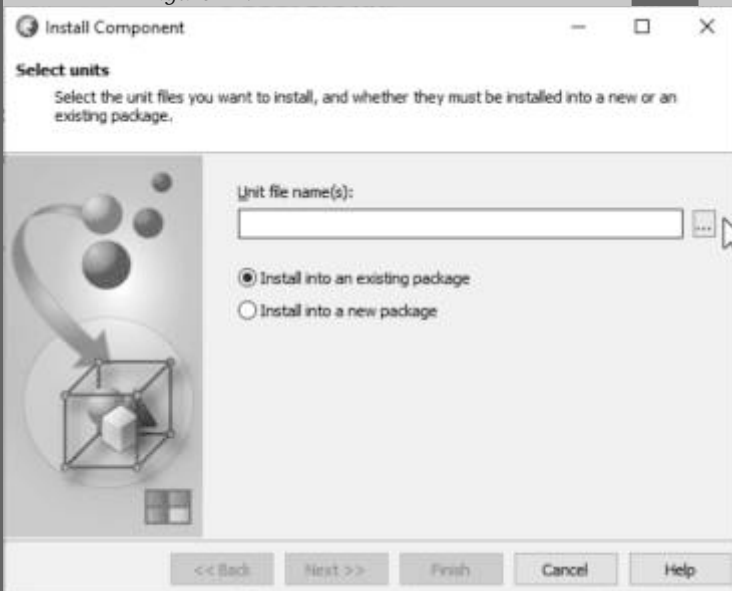 Install Component
Select units
Select the unit files you want to install, and whether they must be installed into a new or an
existing package.
Unit file name(s):
...
Install into an existing package
Install into a new package
<< Back
Next >>
Finish
Cancel
Help